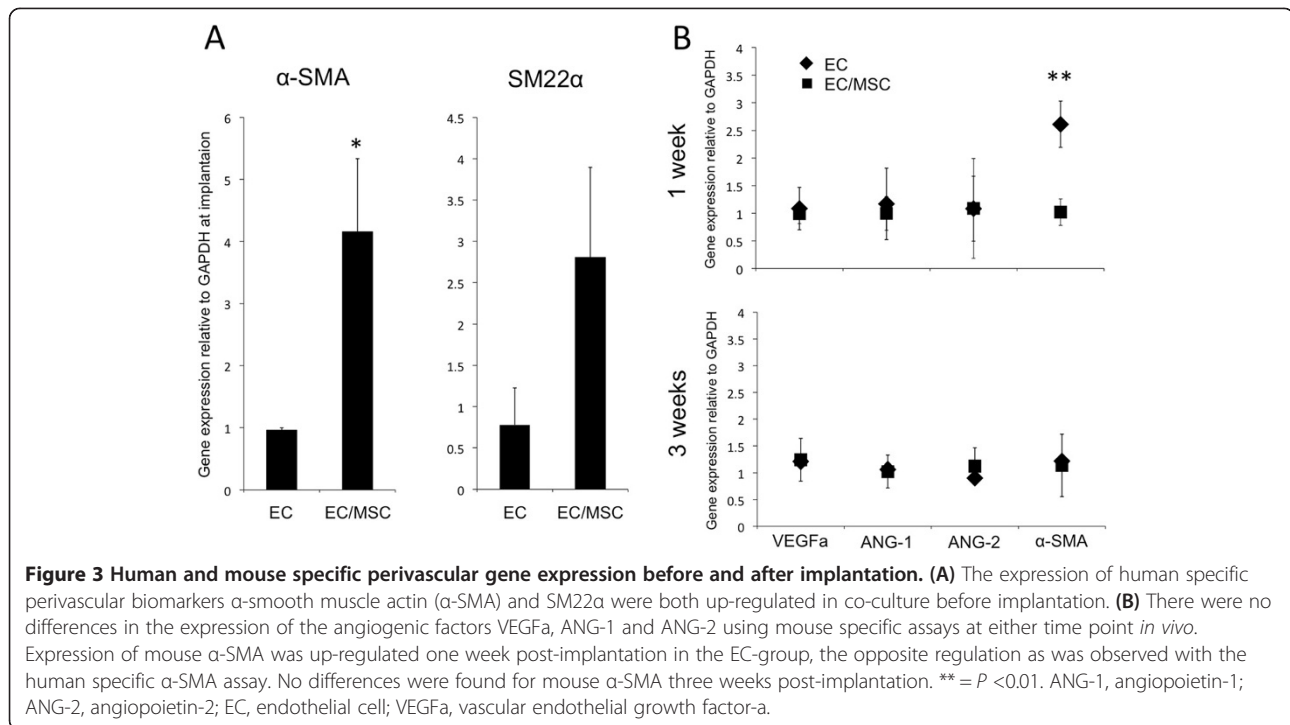 A
α-SMA
SM22α
Gene expression relative to GAPDH at implantaion
6
5
4
3
2
1
0
*
EC
EC/MSC
4.5
4
3.5
3
2.5
2
1.5
1
0.5
0
EC
EC/MSC
B
1 week
Gene expression relative to GAPDH
4
3.5
3
2.5
2
1.5
1
0.5
0
EC
EC/MSC
**
3 weeks
Gene expression relative to GAPDH
4
3.5
3
2.5
2
1.5
1
0.5
0
VEGFa
ANG-1
ANG-2
α-SMA
Figure 3 Human and mouse specific perivascular gene expression before and after implantation. (A) The expression of human specific
perivascular biomarkers α-smooth muscle actin (α-SMA) and SM22α were both up-regulated in co-culture before implantation. (B) There were no
differences in the expression of the angiogenic factors VEGFa, ANG-1 and ANG-2 using mouse specific assays at either time point in vivo.
Expression of mouse α-SMA was up-regulated one week post-implantation in the EC-group, the opposite regulation as was observed with the
human specific α-SMA assay. No differences were found for mouse α-SMA three weeks post-implantation. ** = P <0.01. ANG-1, angiopoietin-1;
ANG-2, angiopoietin-2; EC, endothelial cell; VEGFa, vascular endothelial growth factor-a.